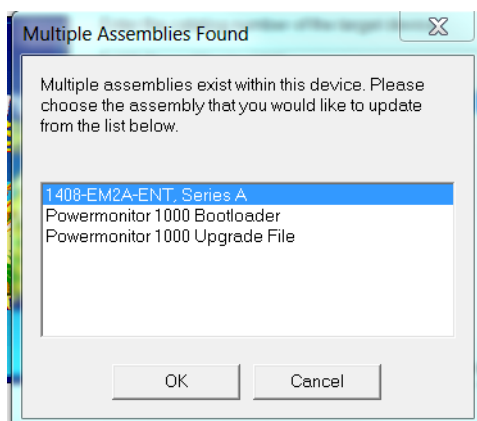 Multiple Assemblies Found
Multiple assemblies exist within this device. Please
choose the assembly that you would like to update
from the list below.
1408-EM2A-ENT, Series A
Powermonitor 1000 Bootloader
Powermonitor 1000 Upgrade File
OK
Cancel